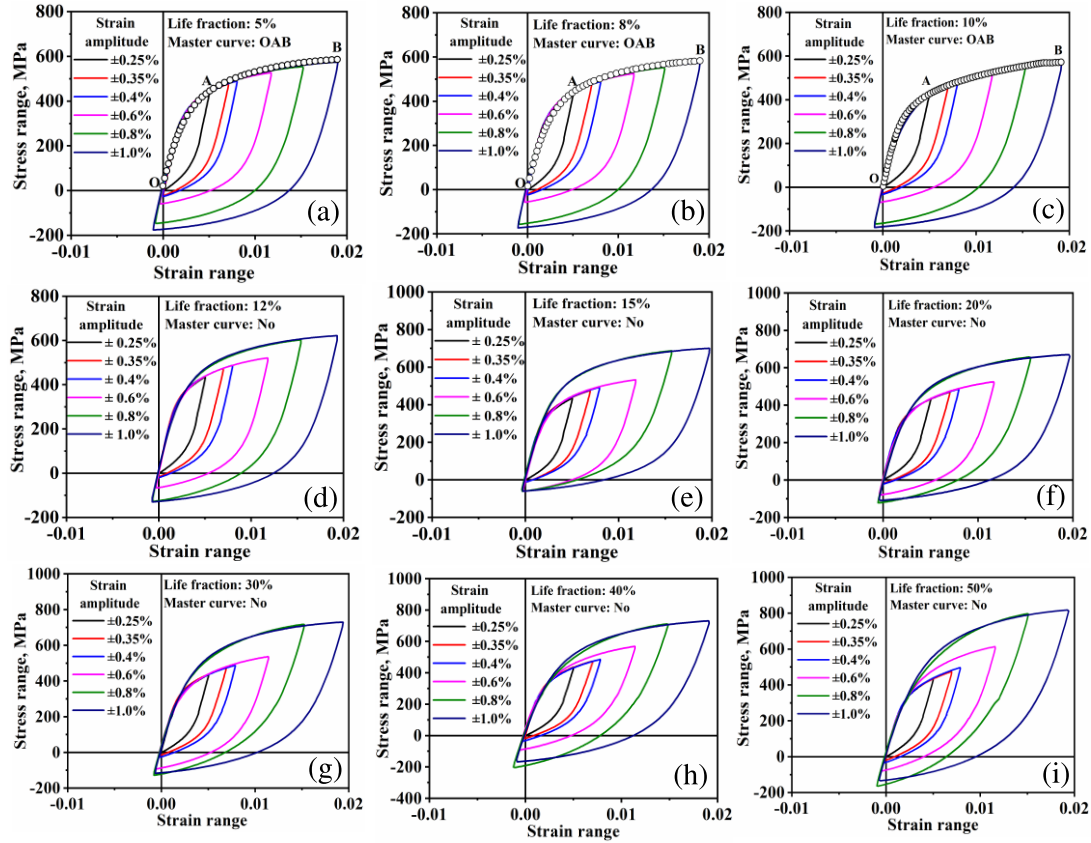 Strain amplitude
±0.25%
±0.35%
±0.4%
±0.6%
±0.8%
±1.0%
Life fraction: 5%
Master curve: OAB
O
A
B
800
600
400
200
0
-200
-0.01
0.00
0.01
0.02
Stress range, MPa
Strain range
(a)
Strain amplitude
±0.25%
±0.35%
±0.4%
±0.6%
±0.8%
±1.0%
Life fraction: 8%
Master curve: OAB
O
A
B
800
600
400
200
0
-200
-0.01
0.00
0.01
0.02
Stress range, MPa
Strain range
(b)
Strain amplitude
±0.25%
±0.35%
±0.4%
±0.6%
±0.8%
±1.0%
Life fraction: 10%
Master curve: OAB
O
A
B
800
600
400
200
0
-200
-0.01
0.00
0.01
0.02
Stress range, MPa
Strain range
(c)
Strain
amplitude
± 0.25%
± 0.35%
± 0.4%
± 0.6%
± 0.8%
± 1.0%
Life fraction: 12%
Master curve: No
800
600
400
200
0
-200
-0.01
0.00
0.01
0.02
Stress range, MPa
Strain range
(d)
Strain
amplitude
± 0.25%
± 0.35%
± 0.4%
± 0.6%
± 0.8%
± 1.0%
Life fraction: 15%
Master curve: No
1000
800
600
400
200
0
-200
-0.01
0.00
0.01
0.02
Stress range, MPa
Strain range
(e)
Strain
amplitude
±0.25%
±0.35%
±0.4%
±0.6%
±0.8%
±1.0%
Life fraction: 20%
Master curve: No
1000
800
600
400
200
0
-200
-0.01
0.00
0.01
0.02
Stress range, MPa
Strain range
(f)
Strain
amplitude
±0.25%
±0.35%
±0.4%
±0.6%
±0.8%
±1.0%
Life fraction: 30%
Master curve: No
1000
800
600
400
200
0
-200
-0.01
0.00
0.01
0.02
Stress range, MPa
Strain range
(g)
Strain
amplitude
±0.25%
±0.35%
±0.4%
±0.6%
±0.8%
±1.0%
Life fraction: 40%
Master curve: No
1000
800
600
400
200
0
-200
-400
-0.01
0.00
0.01
0.02
Stress range, MPa
Strain range
(h)
Strain
amplitude
±0.25%
±0.35%
±0.4%
±0.6%
±0.8%
±1.0%
Life fraction: 50%
Master curve: No
1000
800
600
400
200
0
-200
-0.01
0.00
0.01
0.02
Stress range, MPa
Strain range
(i)